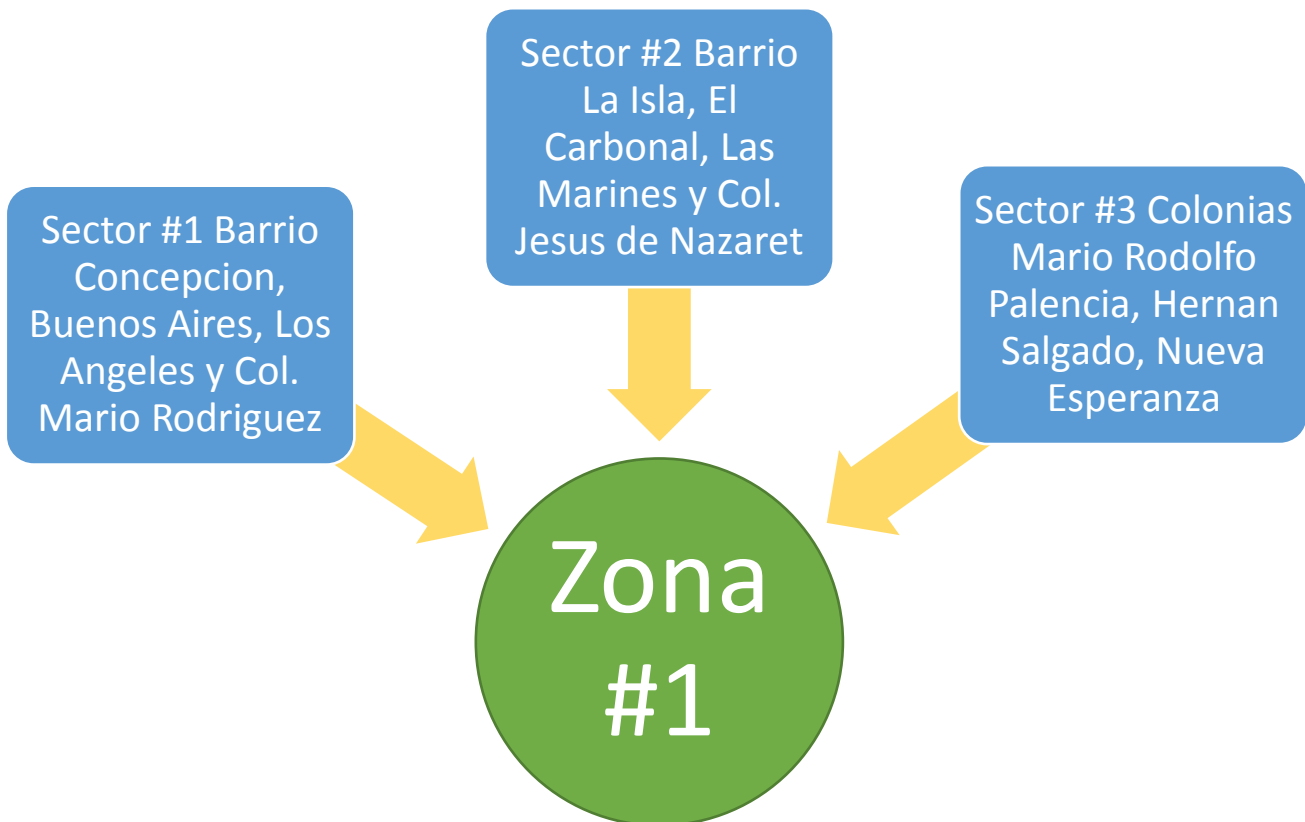 Sector #1 Barrio
Concepcion,
Buenos Aires, Los
Angeles y Col.
Mario Rodriguez
Sector #2 Barrio
La Isla, El
Carbonal, Las
Marines y Col.
Jesus de Nazaret
Sector #3 Colonias
Mario Rodolfo
Palencia, Hernan
Salgado, Nueva
Esperanza
Zona
#1